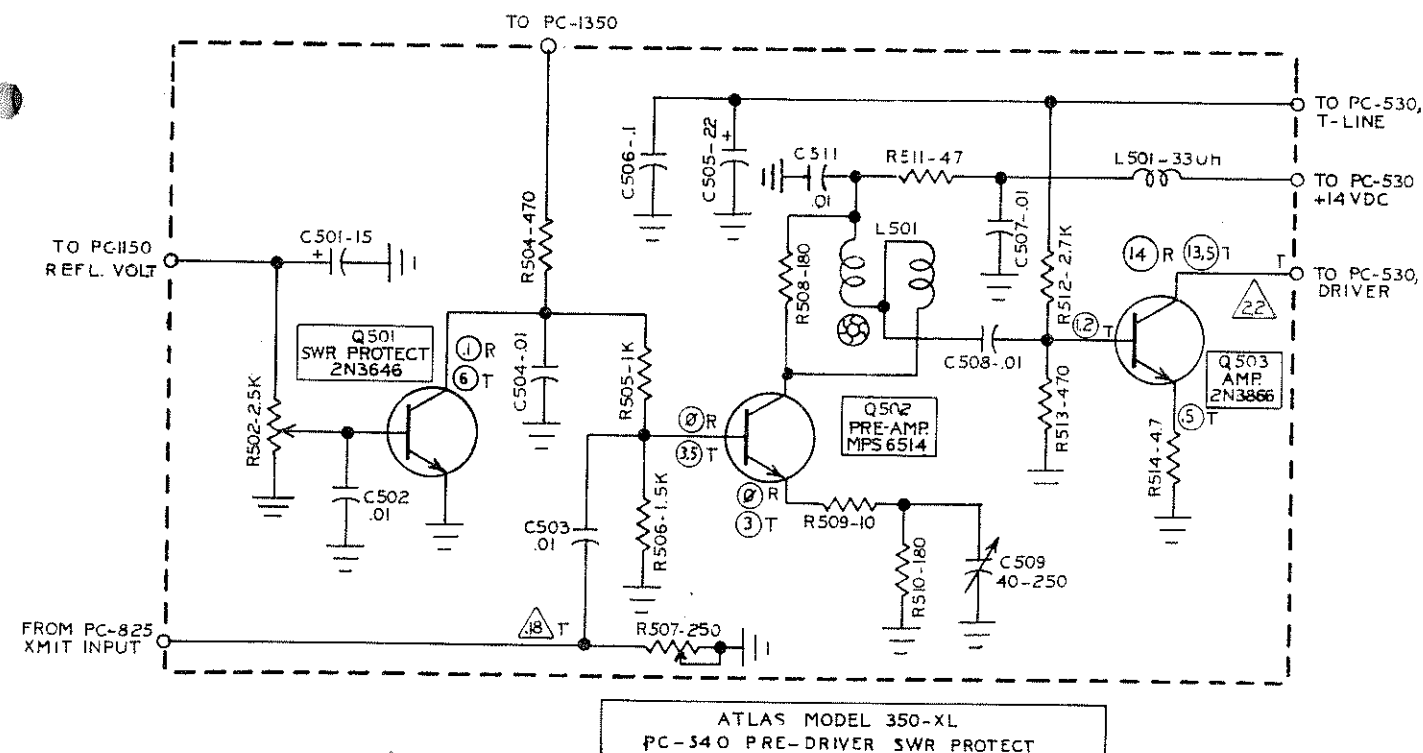 TO PC-1350
TO PC-530,
T-LINE
C506-.1
C505-22
+
C511
.01
R511-47
L501-33UH
TO PC-530
+14VDC
TO PC1150
REFL. VOLT
C501-15
+
R504-470
R508-180
L501
C507-.01
R512-2.7K
14 R
13,5 T
T
TO PC-530,
DRIVER
2.2
Q501
SWR PROTECT
2N3646
.1 R
6 T
C504-.01
R505-1K
C508-.01
1.2 T
Q503
AMP.
2N3866
R502-2.5K
Ø R
3.5 T
Q502
PRE-AMP.
MPS 6514
R513-470
.5 T
R514-4.7
C502
.01
C503
.01
R506-1.5K
Ø R
3 T
R509-10
R510-180
C509
40-250
FROM PC-825
XMIT INPUT
.18 T
R507-250
ATLAS MODEL 350-XL
PC-540 PRE-DRIVER SWR PROTECT